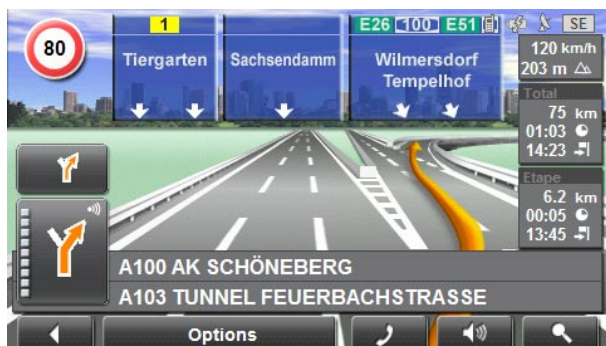 80
1
Tiergarten
Sachsendamm
E26 100 E51
Wilmersdorf
Tempelhof
SE
120 km/h
203 m
Total
75 km
01:03
14:23
Etape
6.2 km
00:05
13:45
A100 AK SCHÖNEBERG
A103 TUNNEL FEUERBACHSTRASSE
Options